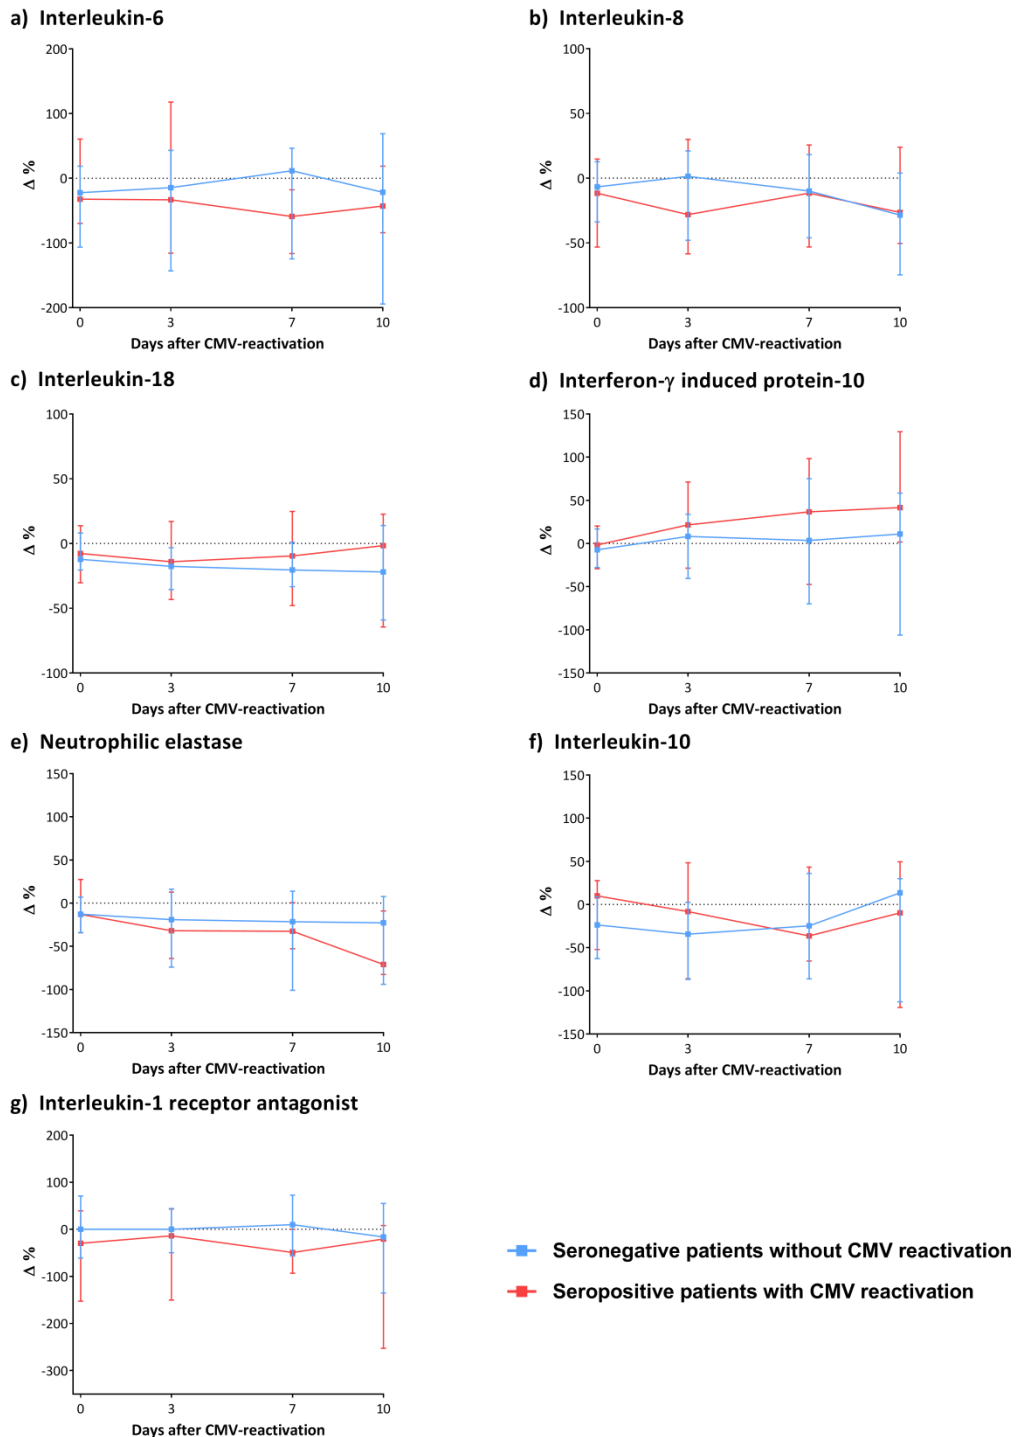 a) Interleukin-6
200
100
0
-100
-200
Δ %
0 3 7 10
Days after CMV-reactivation
b) Interleukin-8
100
50
0
-50
-100
Δ %
0 3 7 10
Days after CMV-reactivation
c) Interleukin-18
100
50
0
-50
-100
Δ %
0 3 7 10
Days after CMV-reactivation
d) Interferon-γ induced protein-10
150
100
50
0
-50
-100
-150
Δ %
0 3 7 10
Days after CMV-reactivation
e) Neutrophilic elastase
150
100
50
0
-50
-100
-150
Δ %
0 3 7 10
Days after CMV-reactivation
f) Interleukin-10
150
100
50
0
-50
-100
-150
Δ %
0 3 7 10
Days after CMV-reactivation
g) Interleukin-1 receptor antagonist
200
100
0
-100
-200
-300
Δ %
0 3 7 10
Days after CMV-reactivation
Seronegative patients without CMV reactivation
Seropositive patients with CMV reactivation